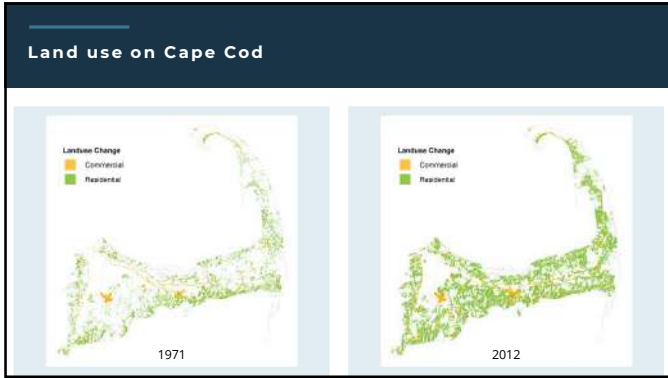 Land use on Cape Cod
Landuse Change
Commercial
Residential
1971
Landuse Change
Commercial
Residential
2012